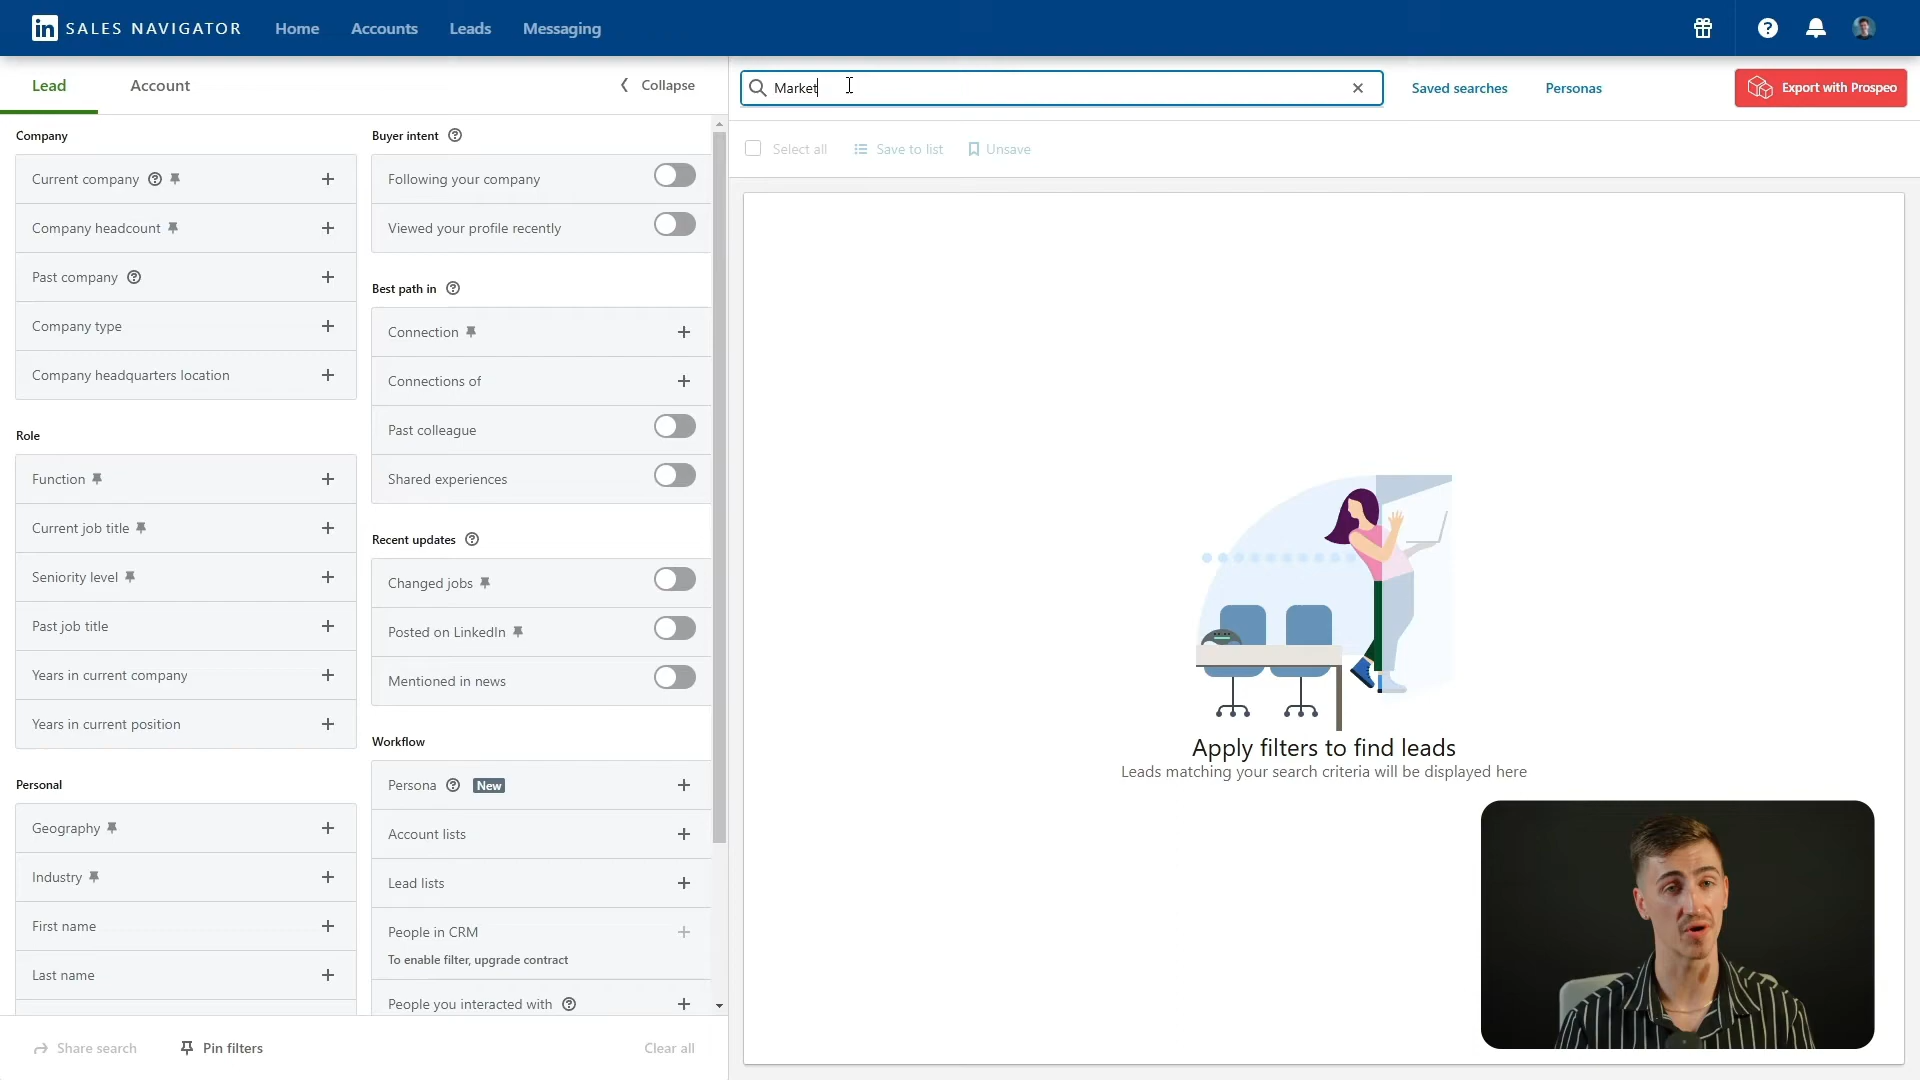 in SALES NAVIGATOR Home Accounts Leads Messaging
Lead Account Collapse
Market
Saved searches Personas Export with Prospeo
Select all Save to list Unsave
Company
Current company
Company headcount
Past company
Company type
Company headquarters location
Role
Function
Current job title
Seniority level
Past job title
Years in current company
Years in current position
Personal
Geography
Industry
First name
Last name
Buyer intent
Following your company
Viewed your profile recently
Best path in
Connection
Connections of
Past colleague
Shared experiences
Recent updates
Changed jobs
Posted on LinkedIn
Mentioned in news
Workflow
Persona New
Account lists
Lead lists
People in CRM
To enable filter, upgrade contract
People you interacted with
Share search Pin filters Clear all
Apply filters to find leads
Leads matching your search criteria will be displayed here